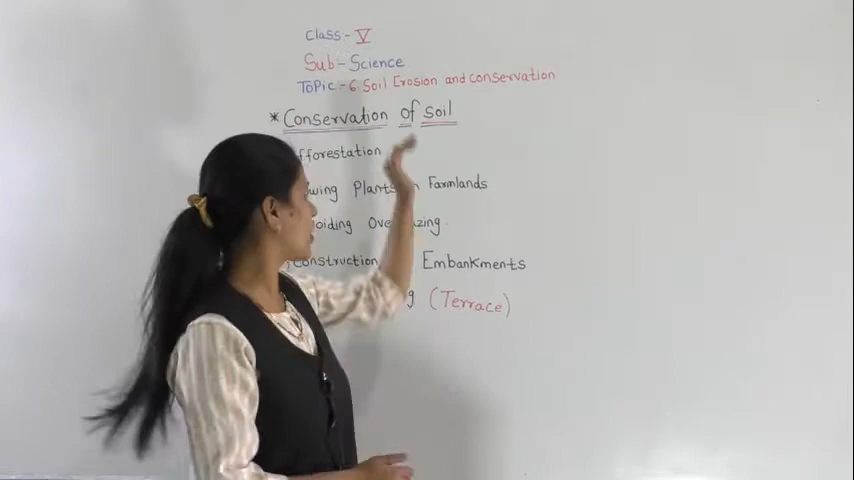 Class - V
Sub:- Science
Topic - 6 Soil Erosion and conservation
* Conservation of Soil
fforestation
wing Plants n Farmlands
oiding Ove azing
Construction Embankments
g (Terrace)